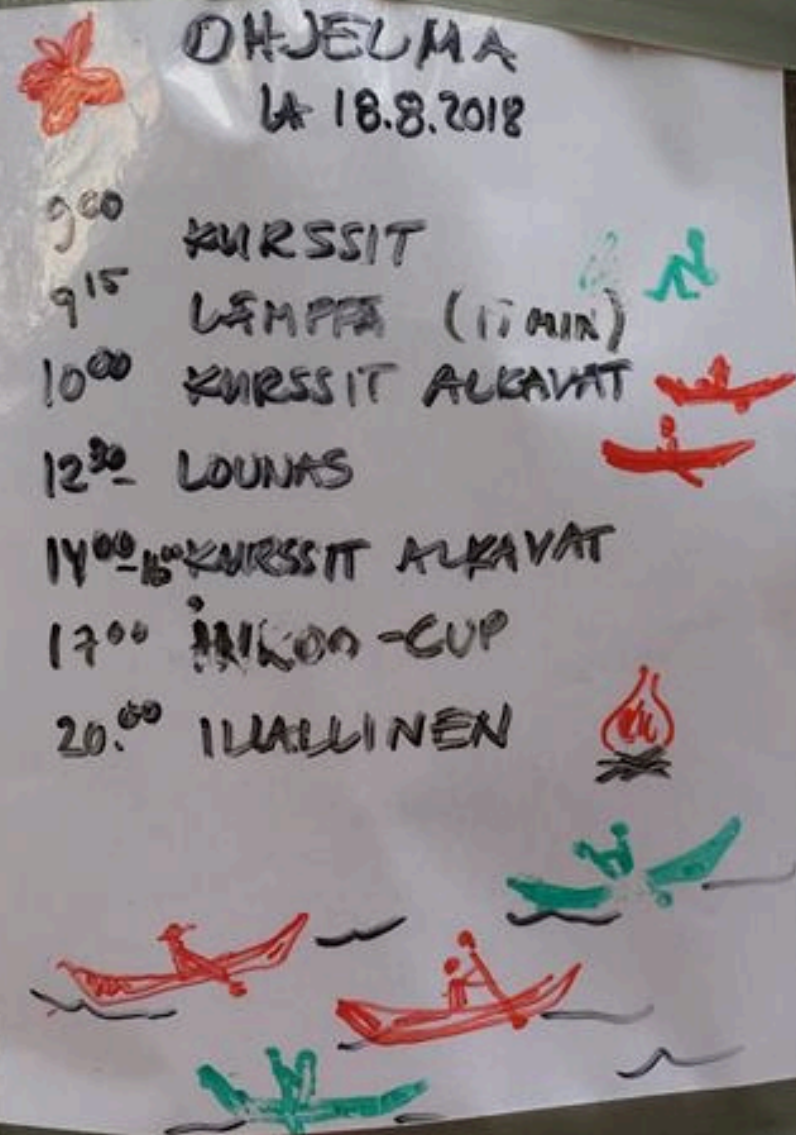 OHJELMA
LA 18.8.2018
9 00 KURSSIT
9 15 LÄMPPÄ (15 MIN)
10 00 KURSSIT ALKAVAT
12 30- LOUNAS
14 00-16 00 KURSSIT ALKAVAT
17 00 -CUP
20.00 ILLALLINEN